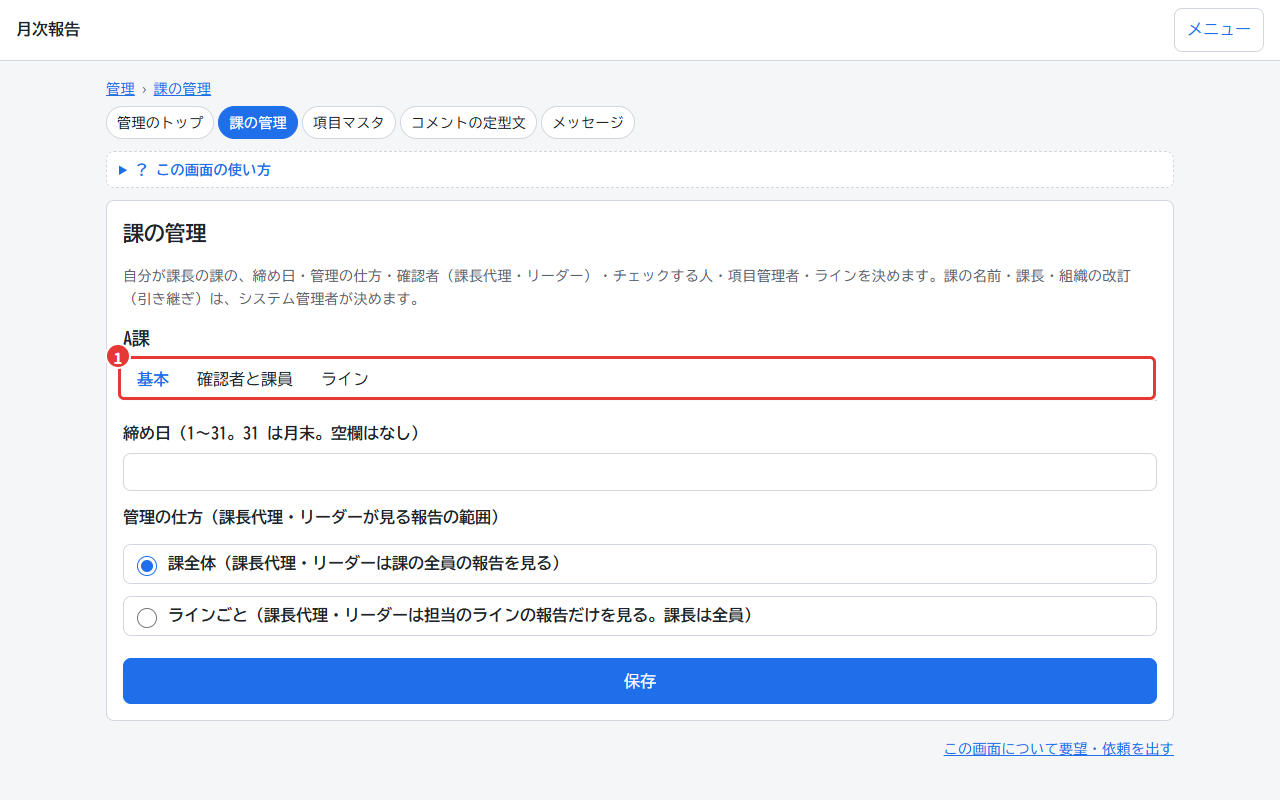 月次報告
メニュー
管理 › 課の管理
管理のトップ 課の管理 項目マスタ コメントの定型文 メッセージ
▶ ? この画面の使い方
課の管理
自分が課長の課の、締め日・管理の仕方・確認者（課長代理・リーダー）・チェックする人・項目管理者・ラインを決めます。課の名前・課長・組織の改訂
（引き継ぎ）は、システム管理者が決めます。
A課
1
基本 確認者と課員 ライン
締め日（1〜31。31 は月末。空欄はなし）
管理の仕方（課長代理・リーダーが見る報告の範囲）
課全体（課長代理・リーダーは課の全員の報告を見る）
ラインごと（課長代理・リーダーは担当のラインの報告だけを見る。課長は全員）
保存
この画面について要望・依頼を出す